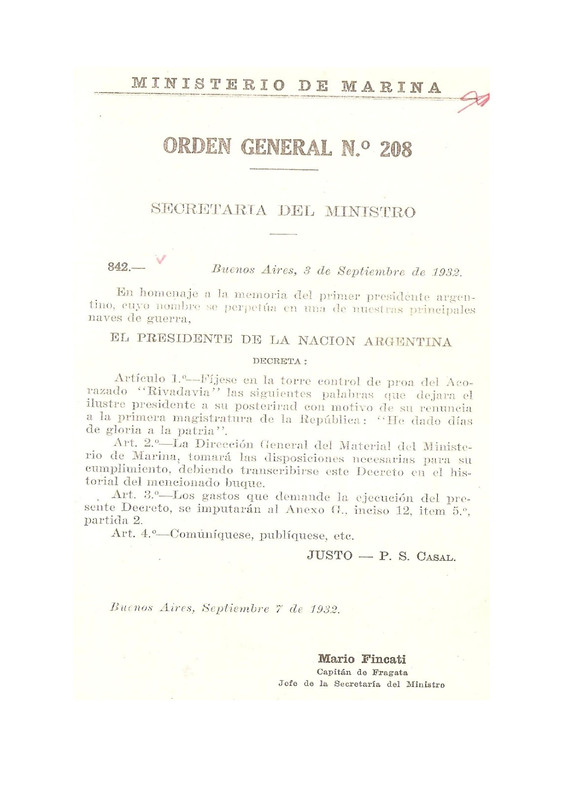 MINISTERIO DE MARINA
ORDEN GENERAL N.º 208
SECRETARIA DEL MINISTRO
842.— Buenos Aires, 3 de Septiembre de 1932.
En homenaje a la memoria del primer presidente argen-
tino, cuyo nombre se perpetúa en una de nuestras principales
naves de guerra,
EL PRESIDENTE DE LA NACION ARGENTINA
DECRETA:
Artículo 1.º—Fíjese en la torre control de proa del Aco-
razado "Rivadavia" las siguientes palabras que dejara el
ilustre presidente a su posterirad con motivo de su renuncia
a la primera magistratura de la República: "He dado días
de gloria a la patria".
Art. 2.º—La Dirección General del Material del Ministe-
rio de Marina, tomará las disposiciones necesarias para su
cumplimiento, debiendo transcribirse este Decreto en el his-
torial del mencionado buque.
Art. 3.º—Los gastos que demande la ejecución del pre-
sente Decreto, se imputarán al Anexo G., inciso 12, item 5.º,
partida 2.
Art. 4.º—Comuníquese, publíquese, etc.
JUSTO — P. S. CASAL.
Buenos Aires, Septiembre 7 de 1932.
Mario Fincati
Capitán de Fragata
Jefe de la Secretaría del Ministro